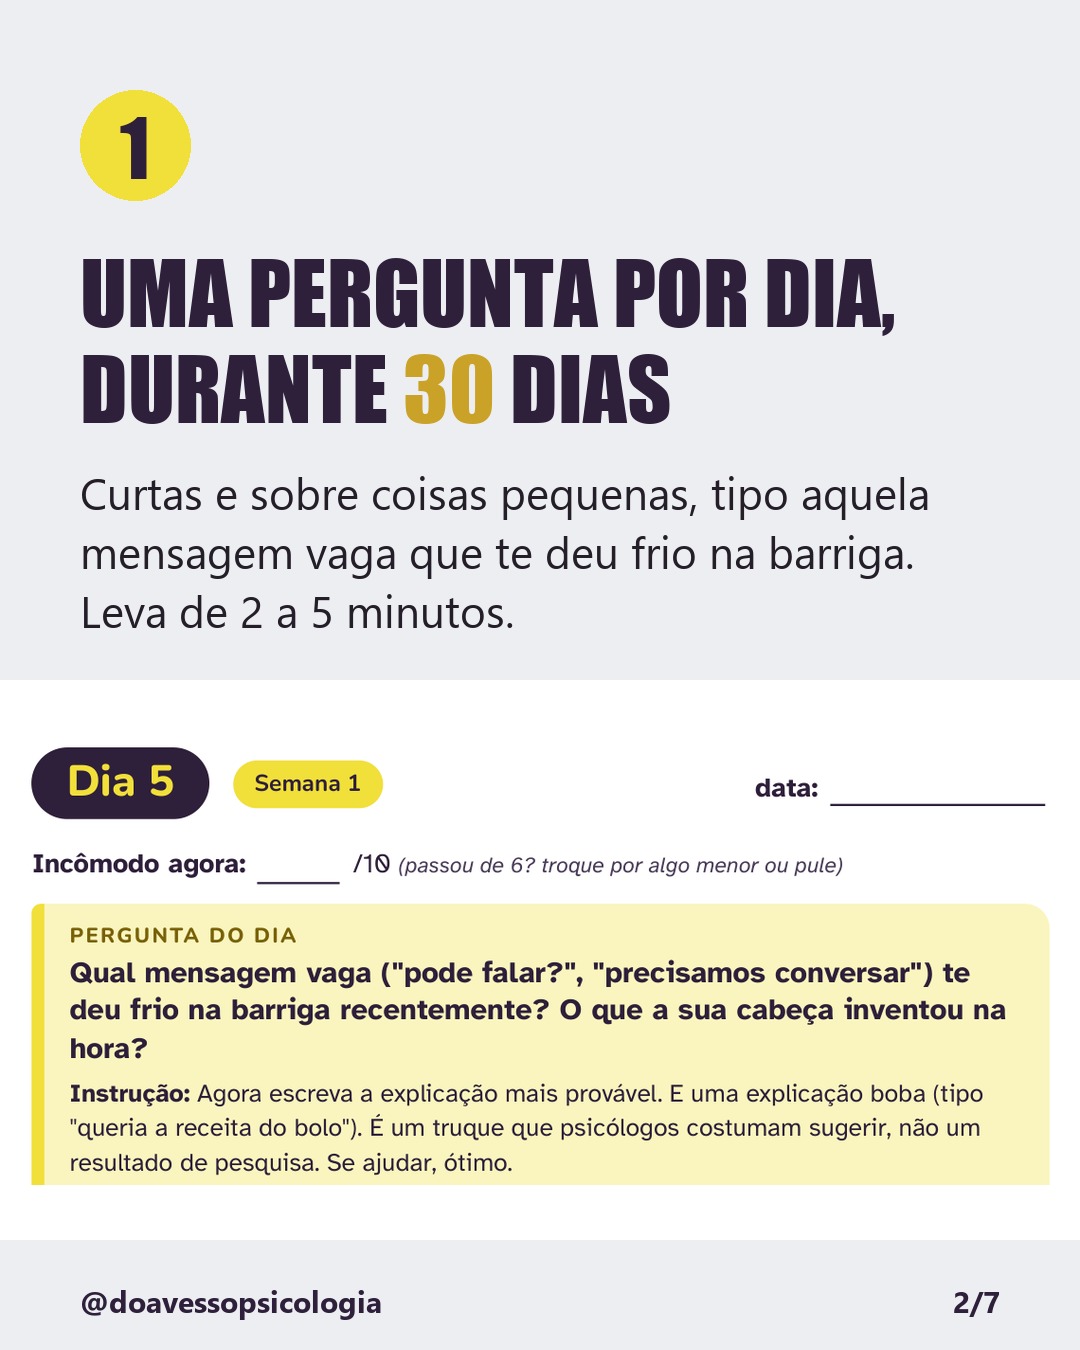 1
UMA PERGUNTA POR DIA,
DURANTE 30 DIAS
Curtas e sobre coisas pequenas, tipo aquela
mensagem vaga que te deu frio na barriga.
Leva de 2 a 5 minutos.
Dia 5
Semana 1
data: ____________
Incômodo agora: _____ /10 (passou de 6? troque por algo menor ou pule)
PERGUNTA DO DIA
Qual mensagem vaga ("pode falar?", "precisamos conversar") te
deu frio na barriga recentemente? O que a sua cabeça inventou na
hora?
Instrução: Agora escreva a explicação mais provável. E uma explicação boba (tipo
"queria a receita do bolo"). É um truque que psicólogos costumam sugerir, não um
resultado de pesquisa. Se ajudar, ótimo.
@doavessopsicologia
2/7